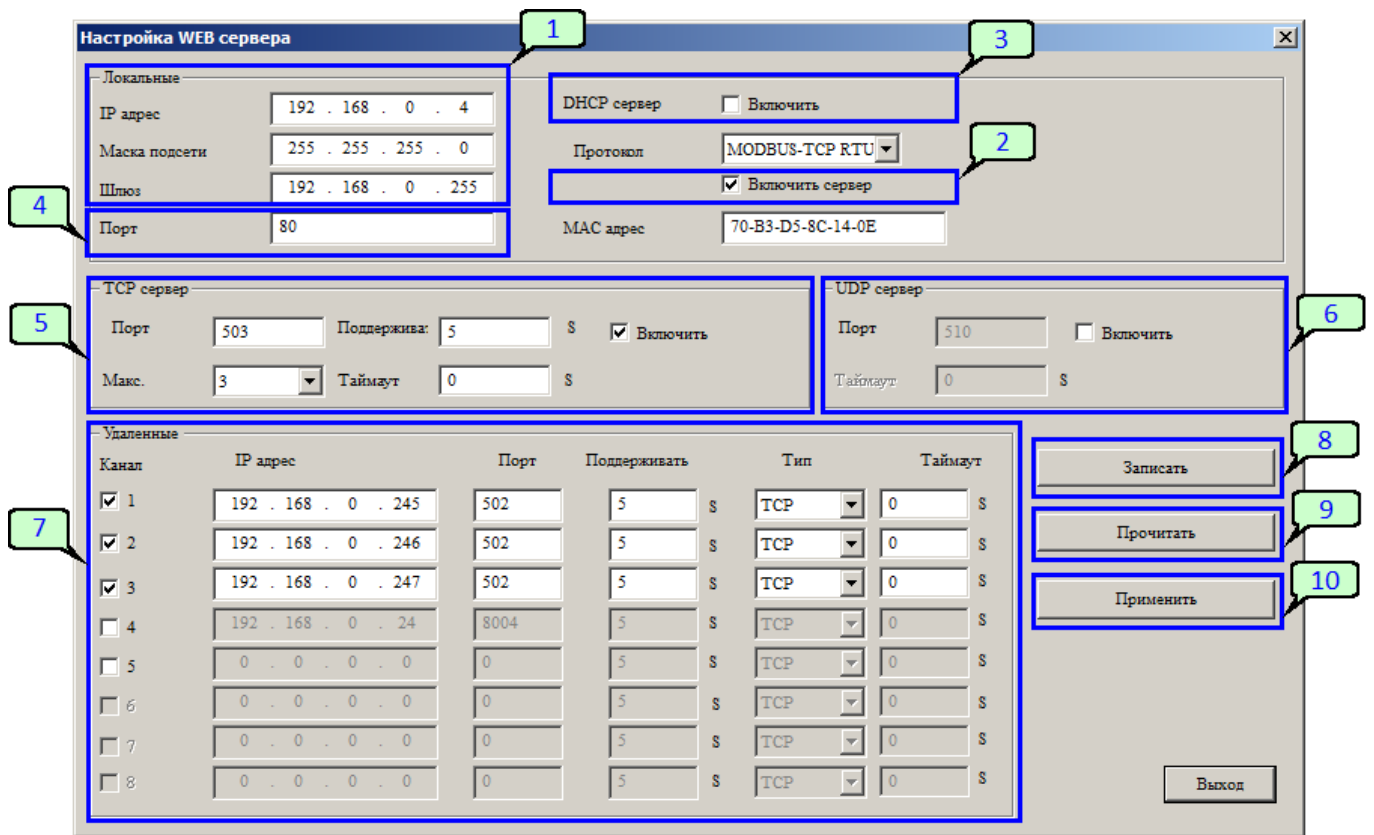 1
Настройка WEB сервера
3
Локальные
IP адрес 192 . 168 . 0 . 4 DHCP сервер Включить
2
Маска подсети 255 . 255 . 255 . 0 Протокол MODBUS-TCP RTU
Шлюз 192 . 168 . 0 . 255 Включить сервер
4
Порт 80 MAC адрес 70-B3-D5-8C-14-0E
TCP сервер UDP сервер
5
6
Порт 503 Поддержива: 5 S Включить Порт 510 Включить
Макс. 3 Таймаут 0 S Таймаут 0 S
Удаленные
8
Канал IP адрес Порт Поддерживать Тип Таймаут
Записать
1 192 . 168 . 0 . 245 502 5 S TCP 0 S
9
7
2 192 . 168 . 0 . 246 502 5 S TCP 0 S
Прочитать
3 192 . 168 . 0 . 247 502 5 S TCP 0 S
10
Применить
4 192 . 168 . 0 . 24 8004 5 S TCP 0 S
5 0 . 0 . 0 . 0 0 5 S TCP 0 S
6 0 . 0 . 0 . 0 0 5 S TCP 0 S
7 0 . 0 . 0 . 0 0 5 S TCP 0 S
8 0 . 0 . 0 . 0 0 5 S TCP 0 S
Выход